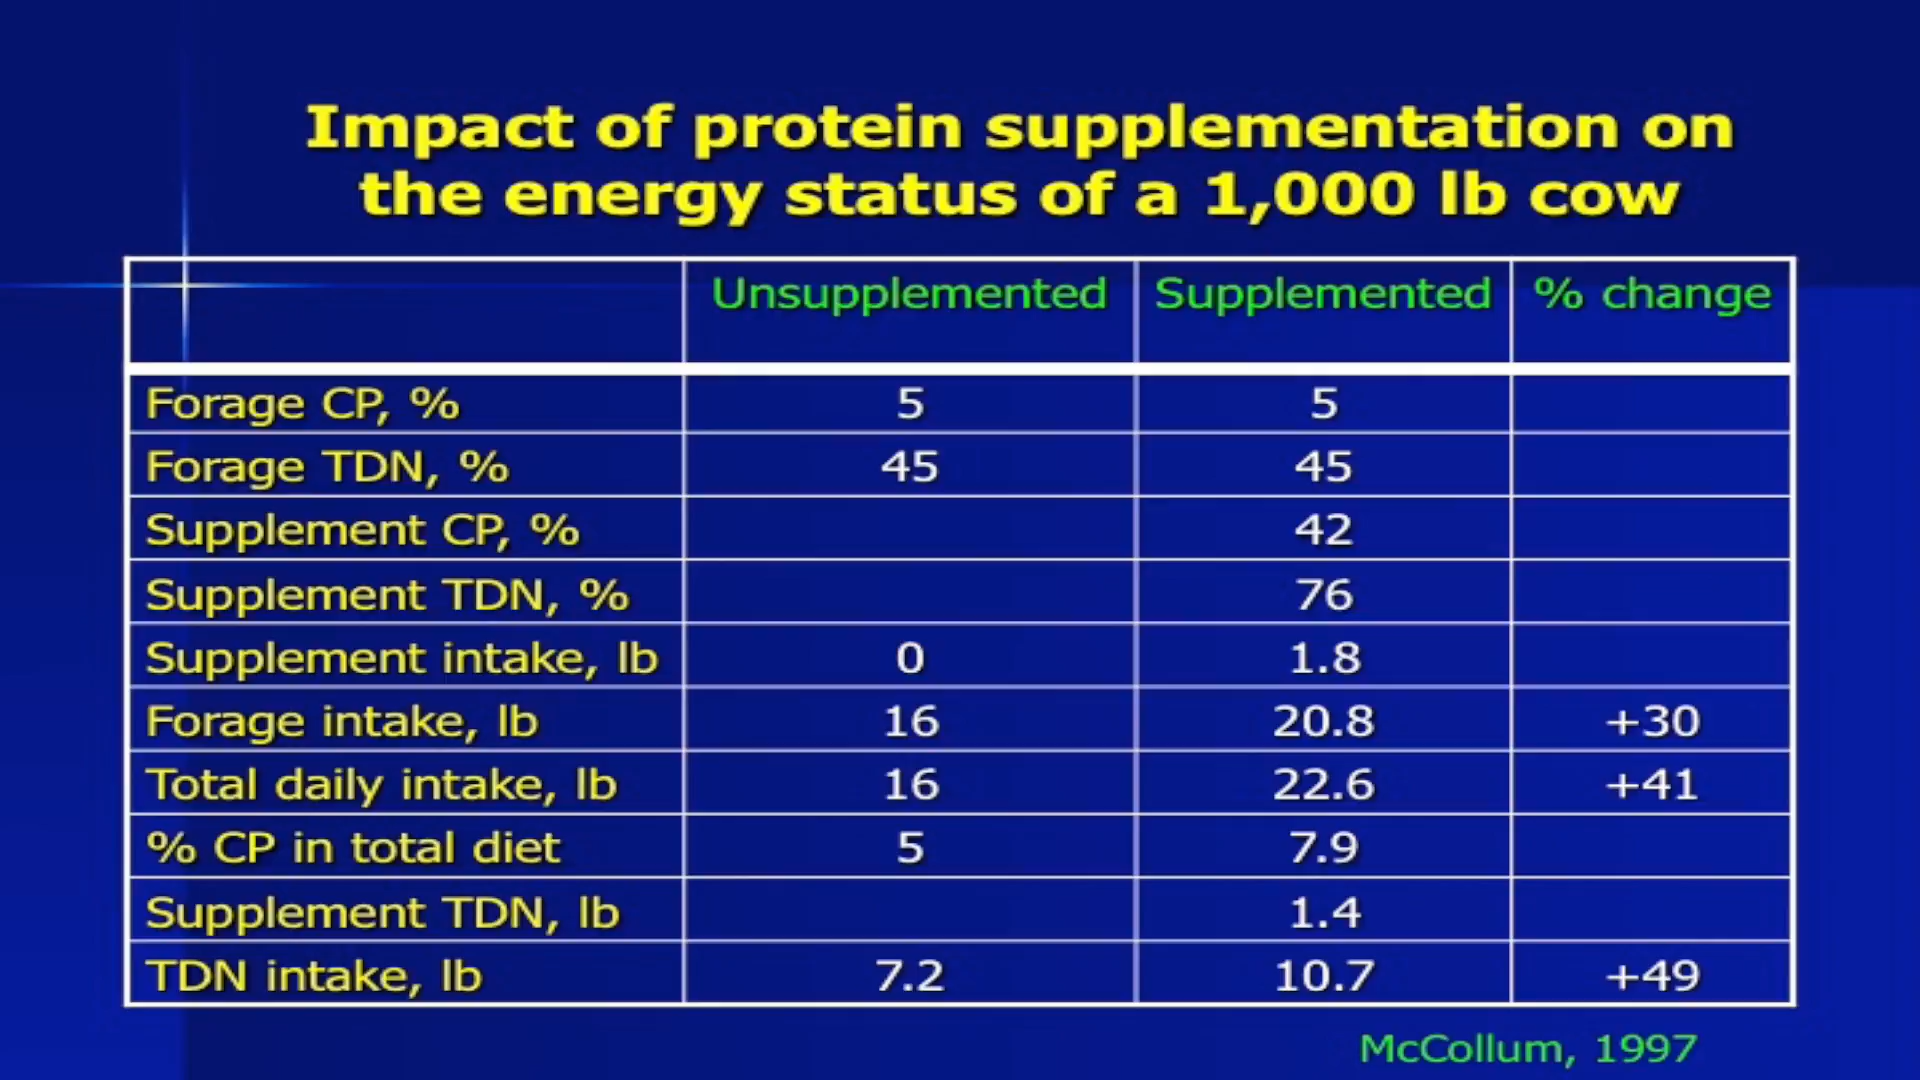 Impact of protein supplementation on
the energy status of a 1,000 lb cow
Unsupplemented Supplemented % change
Forage CP, % 5 5
Forage TDN, % 45 45
Supplement CP, % 42
Supplement TDN, % 76
Supplement intake, lb 0 1.8
Forage intake, lb 16 20.8 +30
Total daily intake, lb 16 22.6 +41
% CP in total diet 5 7.9
Supplement TDN, lb 1.4
TDN intake, lb 7.2 10.7 +49
McCollum, 1997